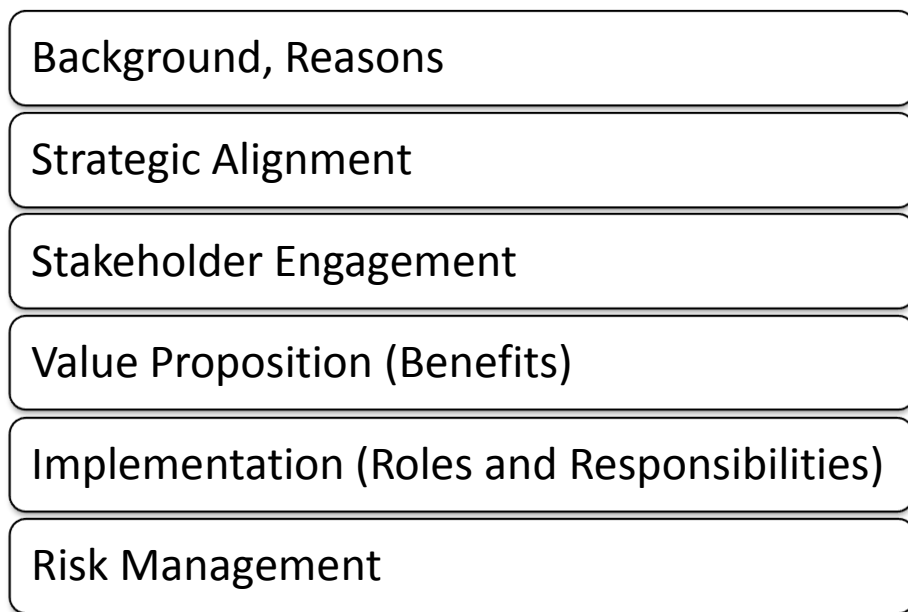 Background, Reasons
Strategic Alignment
Stakeholder Engagement
Value Proposition (Benefits)
Implementation (Roles and Responsibilities)
Risk Management